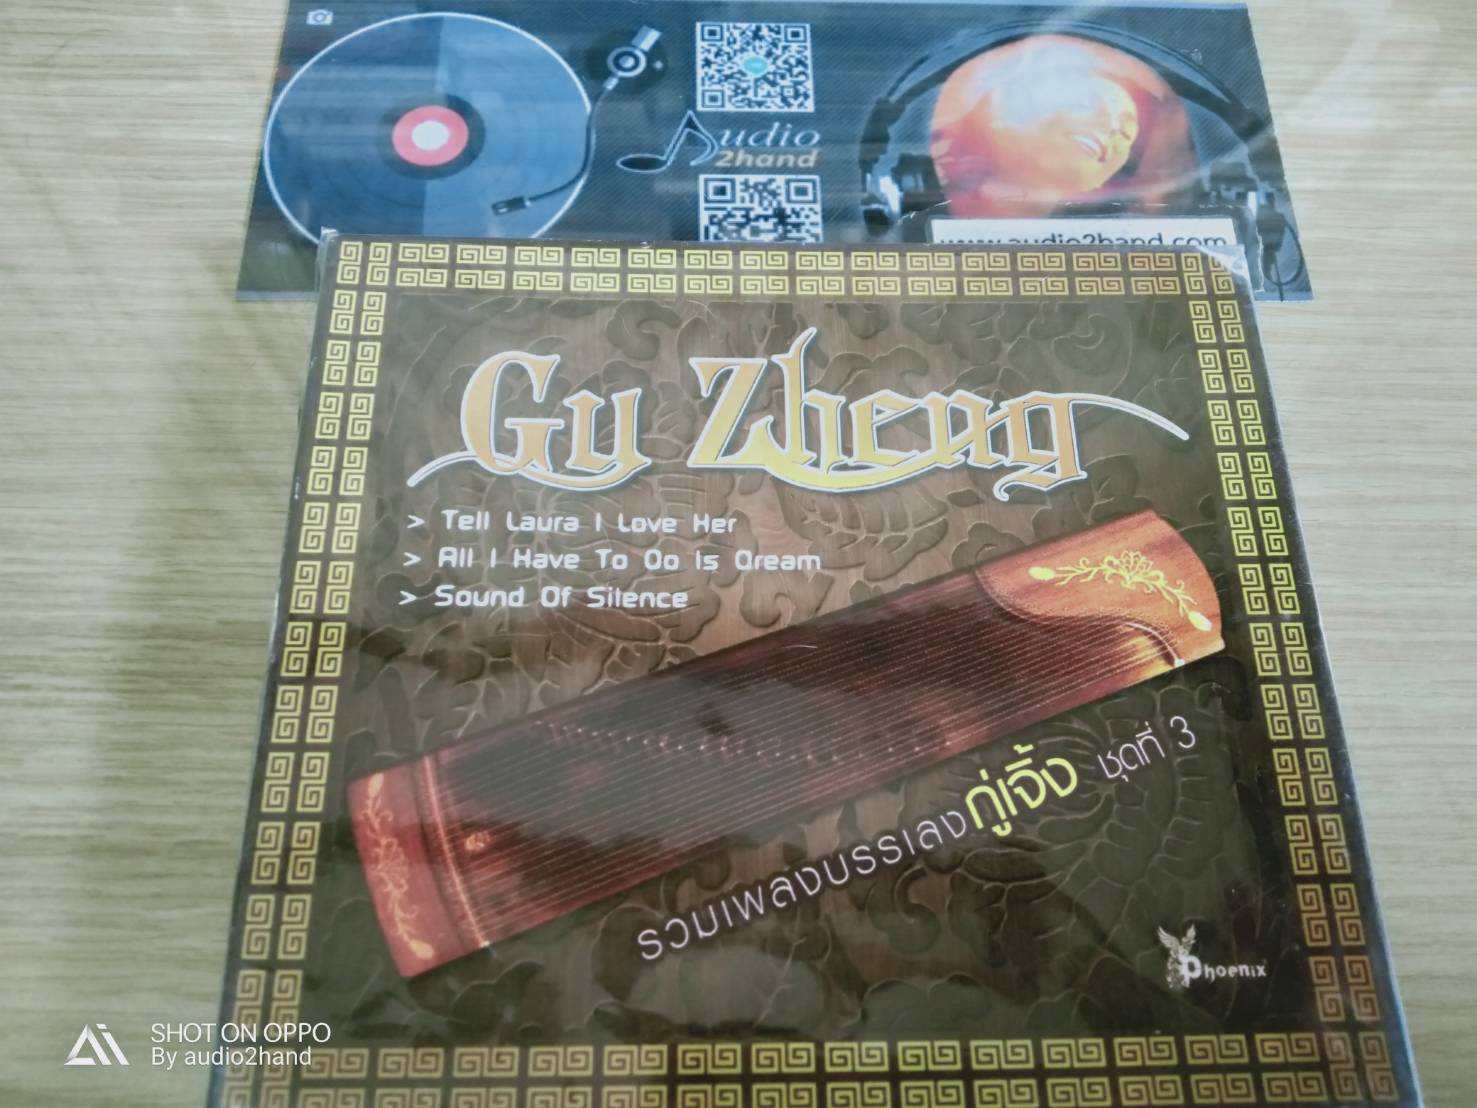 Audio
2hand
www.audio2hand.com
Gu Zheng
> Tell Laura I Love Her
> All I Have To Do Is Dream
> Sound Of Silence
รวมเพลงบรรเลงกู่เจิ้ง ชุดที่ 3
Phoenix
SHOT ON OPPO
By audio2hand